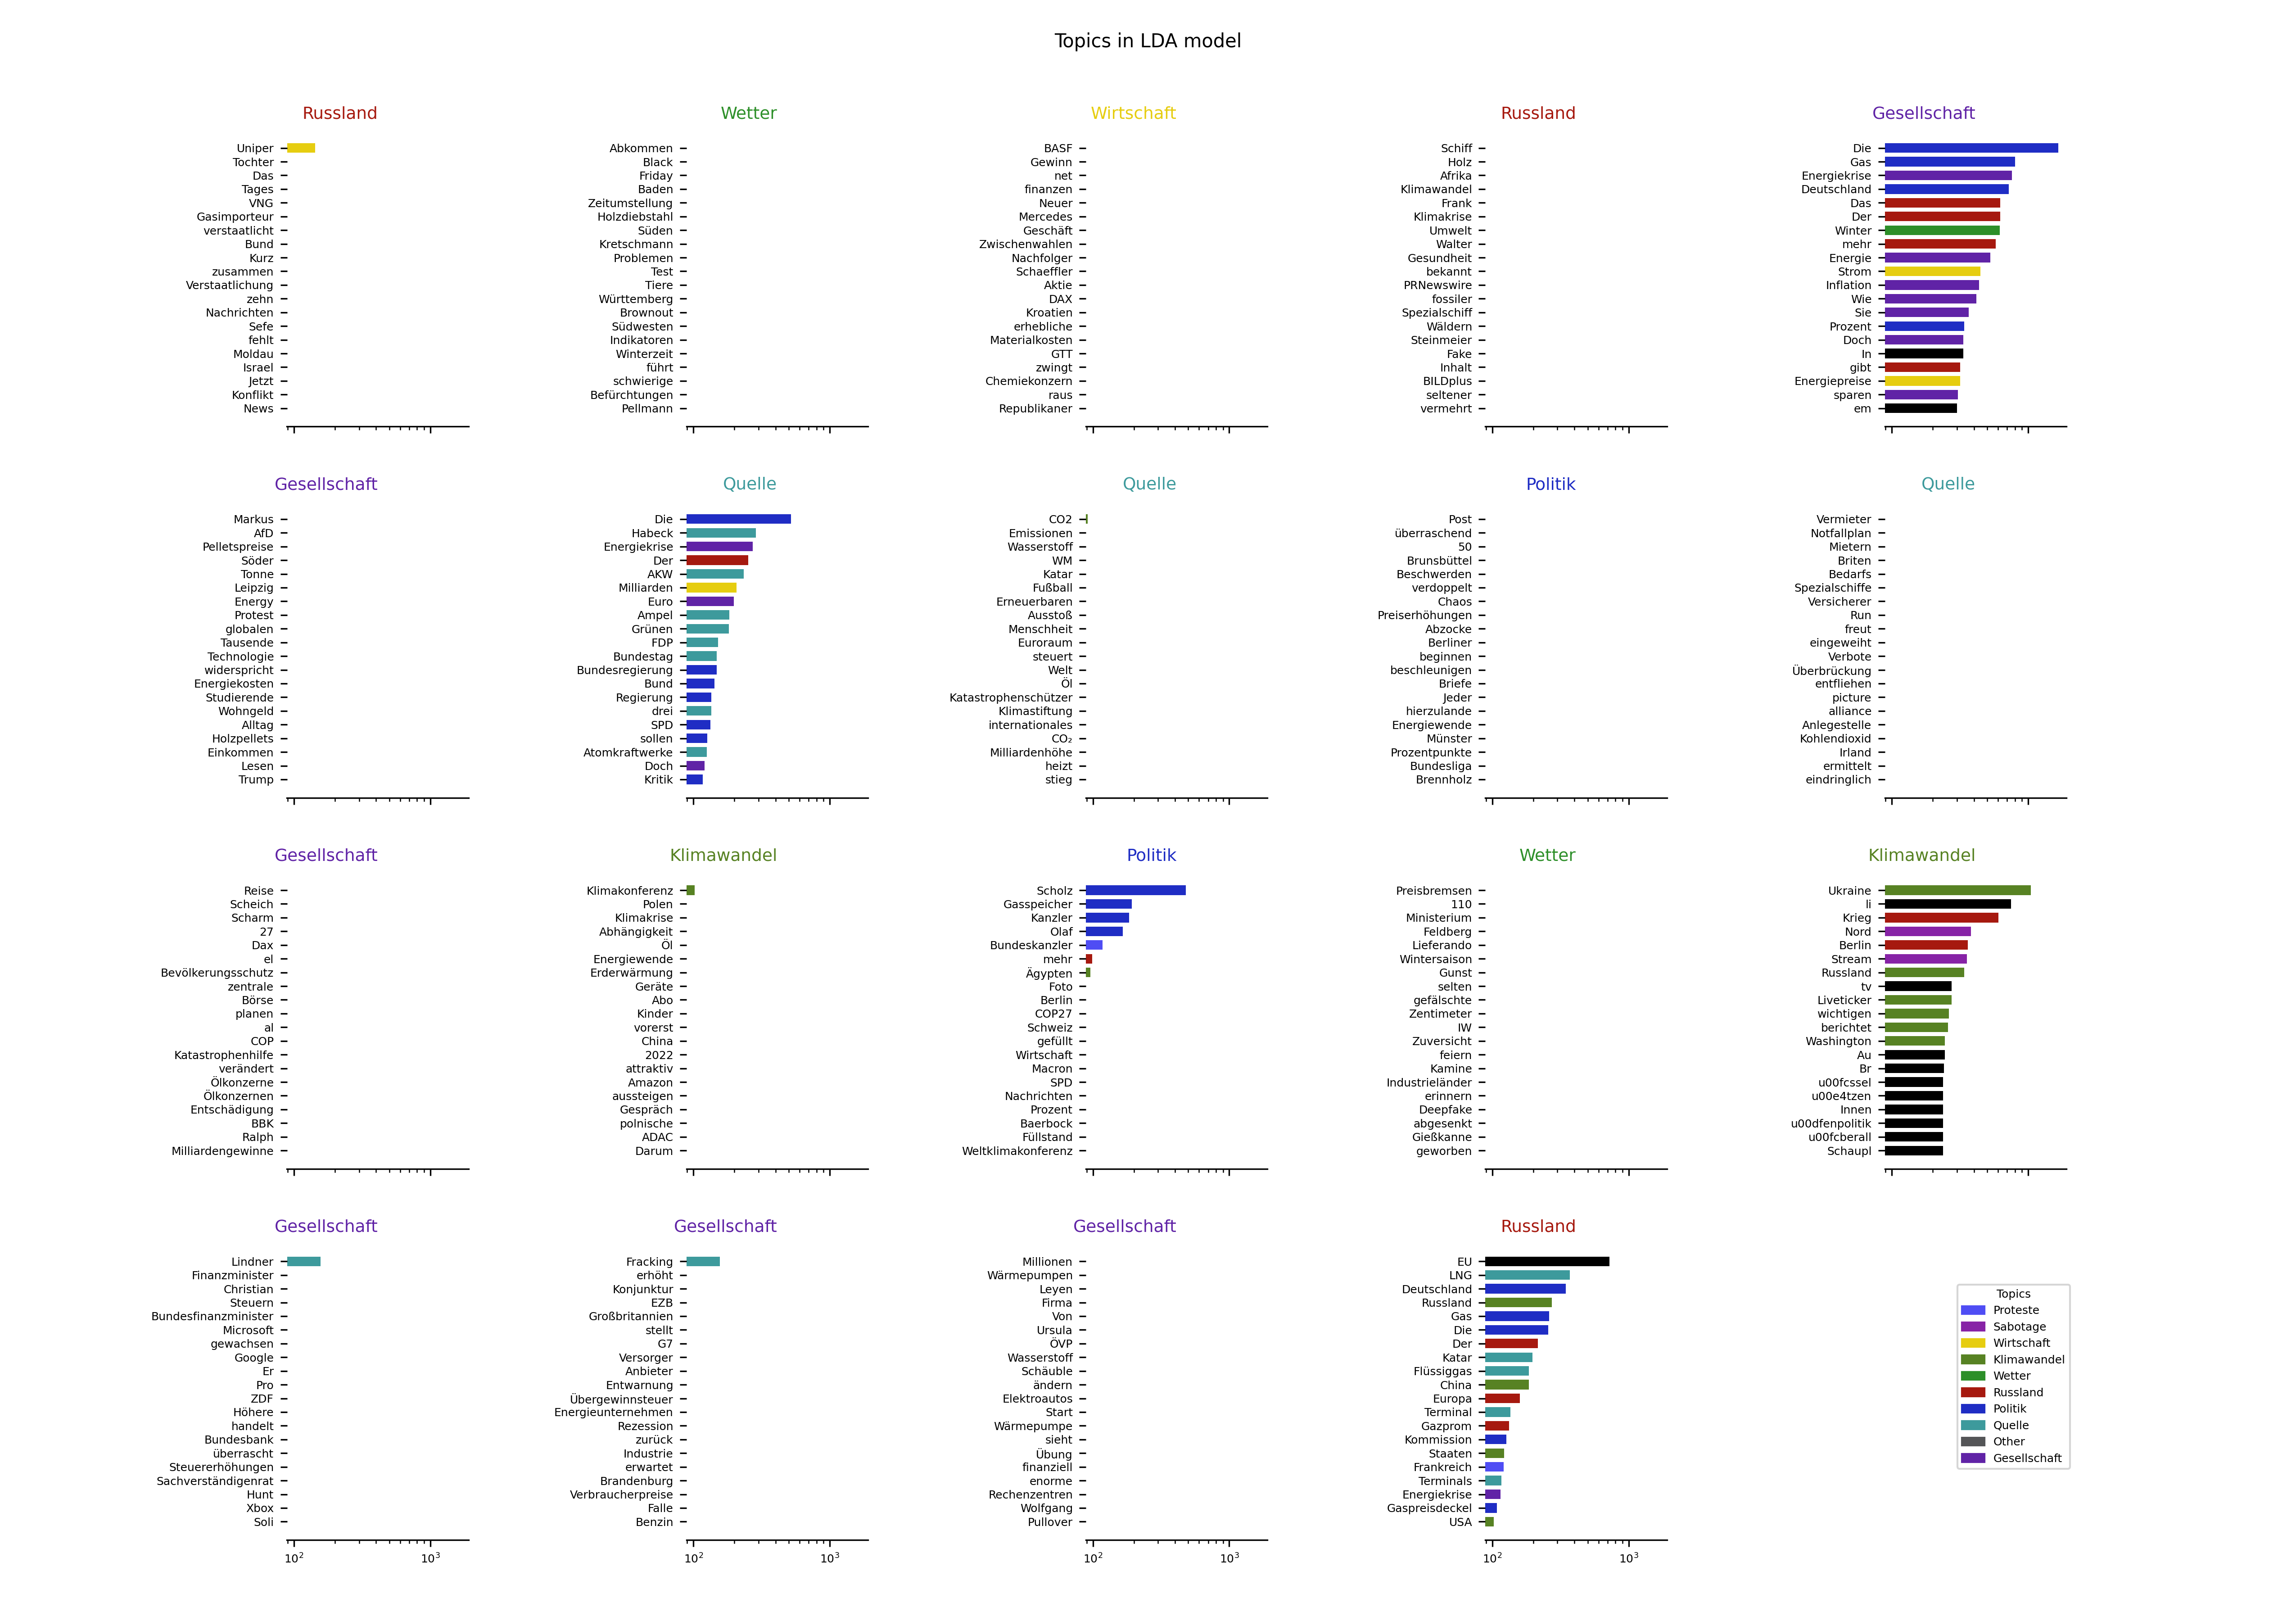 Topics in LDA model
Russland
Uniper
Tochter
Das
Tages
VNG
Gasimporteur
verstaatlicht
Bund
Kurz
zusammen
Verstaatlichung
zehn
Nachrichten
Sefe
fehlt
Moldau
Israel
Jetzt
Konflikt
News
Wetter
Abkommen
Black
Friday
Baden
Zeitumstellung
Holzdiebstahl
Süden
Kretschmann
Problemen
Test
Tiere
Württemberg
Brownout
Südwesten
Indikatoren
Winterzeit
führt
schwierige
Befürchtungen
Pellmann
Wirtschaft
BASF
Gewinn
net
finanzen
Neuer
Mercedes
Geschäft
Zwischenwahlen
Nachfolger
Schaeffler
Aktie
DAX
Kroatien
erhebliche
Materialkosten
GTT
zwingt
Chemiekonzern
raus
Republikaner
Russland
Schiff
Holz
Afrika
Klimawandel
Frank
Klimakrise
Umwelt
Walter
Gesundheit
bekannt
PRNewswire
fossiler
Spezialschiff
Wäldern
Steinmeier
Fake
Inhalt
BILDplus
seltener
vermehrt
Gesellschaft
Die
Gas
Energiekrise
Deutschland
Das
Der
Winter
mehr
Energie
Strom
Inflation
Wie
Sie
Prozent
Doch
In
gibt
Energiepreise
sparen
em
Gesellschaft
Markus
AfD
Pelletspreise
Söder
Tonne
Leipzig
Energy
Protest
globalen
Tausende
Technologie
widerspricht
Energiekosten
Studierende
Wohngeld
Alltag
Holzpellets
Einkommen
Lesen
Trump
Quelle
Die
Habeck
Energiekrise
Der
AKW
Milliarden
Euro
Ampel
Grünen
FDP
Bundestag
Bundesregierung
Bund
Regierung
drei
SPD
sollen
Atomkraftwerke
Doch
Kritik
Quelle
CO2
Emissionen
Wasserstoff
WM
Katar
Fußball
Erneuerbaren
Ausstoß
Menschheit
Euroraum
steuert
Welt
Öl
Katastrophenschützer
Klimastiftung
internationales
CO₂
Milliardenhöhe
heizt
stieg
Politik
Post
überraschend
50
Brunsbüttel
Beschwerden
verdoppelt
Chaos
Preiserhöhungen
Abzocke
Berliner
beginnen
beschleunigen
Briefe
Jeder
hierzulande
Energiewende
Münster
Prozentpunkte
Bundesliga
Brennholz
Quelle
Vermieter
Notfallplan
Mietern
Briten
Bedarfs
Spezialschiffe
Versicherer
Run
freut
eingeweiht
Verbote
Überbrückung
entfliehen
picture
alliance
Anlegestelle
Kohlendioxid
Irland
ermittelt
eindringlich
Gesellschaft
Reise
Scheich
Scharm
27
Dax
el
Bevölkerungsschutz
zentrale
Börse
planen
al
COP
Katastrophenhilfe
verändert
Ölkonzerne
Ölkonzernen
Entschädigung
BBK
Ralph
Milliardengewinne
Klimawandel
Klimakonferenz
Polen
Klimakrise
Abhängigkeit
Öl
Energiewende
Erderwärmung
Geräte
Abo
Kinder
vorerst
China
2022
attraktiv
Amazon
aussteigen
Gespräch
polnische
ADAC
Darum
Politik
Scholz
Gasspeicher
Kanzler
Olaf
Bundeskanzler
mehr
Ägypten
Foto
Berlin
COP27
Schweiz
gefüllt
Wirtschaft
Macron
SPD
Nachrichten
Prozent
Baerbock
Füllstand
Weltklimakonferenz
Wetter
Preisbremsen
110
Ministerium
Feldberg
Lieferando
Wintersaison
Gunst
selten
gefälschte
Zentimeter
IW
Zuversicht
feiern
Kamine
Industrieländer
erinnern
Deepfake
abgesenkt
Gießkanne
geworben
Klimawandel
Ukraine
li
Krieg
Nord
Berlin
Stream
Russland
tv
Liveticker
wichtigen
berichtet
Washington
Au
Br
u00fcssel
u00e4tzen
Innen
u00dfenpolitik
u00fcberall
Schaupl
Gesellschaft
Lindner
Finanzminister
Christian
Steuern
Bundesfinanzminister
Microsoft
gewachsen
Google
Er
Pro
ZDF
Höhere
handelt
Bundesbank
überrascht
Steuererhöhungen
Sachverständigenrat
Hunt
Xbox
Soli
10²
10³
Gesellschaft
Fracking
erhöht
Konjunktur
EZB
Großbritannien
stellt
G7
Versorger
Anbieter
Entwarnung
Übergewinnsteuer
Energieunternehmen
Rezession
zurück
Industrie
erwartet
Brandenburg
Verbraucherpreise
Falle
Benzin
10²
10³
Gesellschaft
Millionen
Wärmepumpen
Leyen
Firma
Von
Ursula
ÖVP
Wasserstoff
Schäuble
ändern
Elektroautos
Start
Wärmepumpe
sieht
Übung
finanziell
enorme
Rechenzentren
Wolfgang
Pullover
10²
10³
Russland
EU
LNG
Deutschland
Russland
Gas
Die
Der
Katar
Flüssiggas
China
Europa
Terminal
Gazprom
Kommission
Staaten
Frankreich
Terminals
Energiekrise
Gaspreisdeckel
USA
10²
10³
Topics
Proteste
Sabotage
Wirtschaft
Klimawandel
Wetter
Russland
Politik
Quelle
Other
Gesellschaft